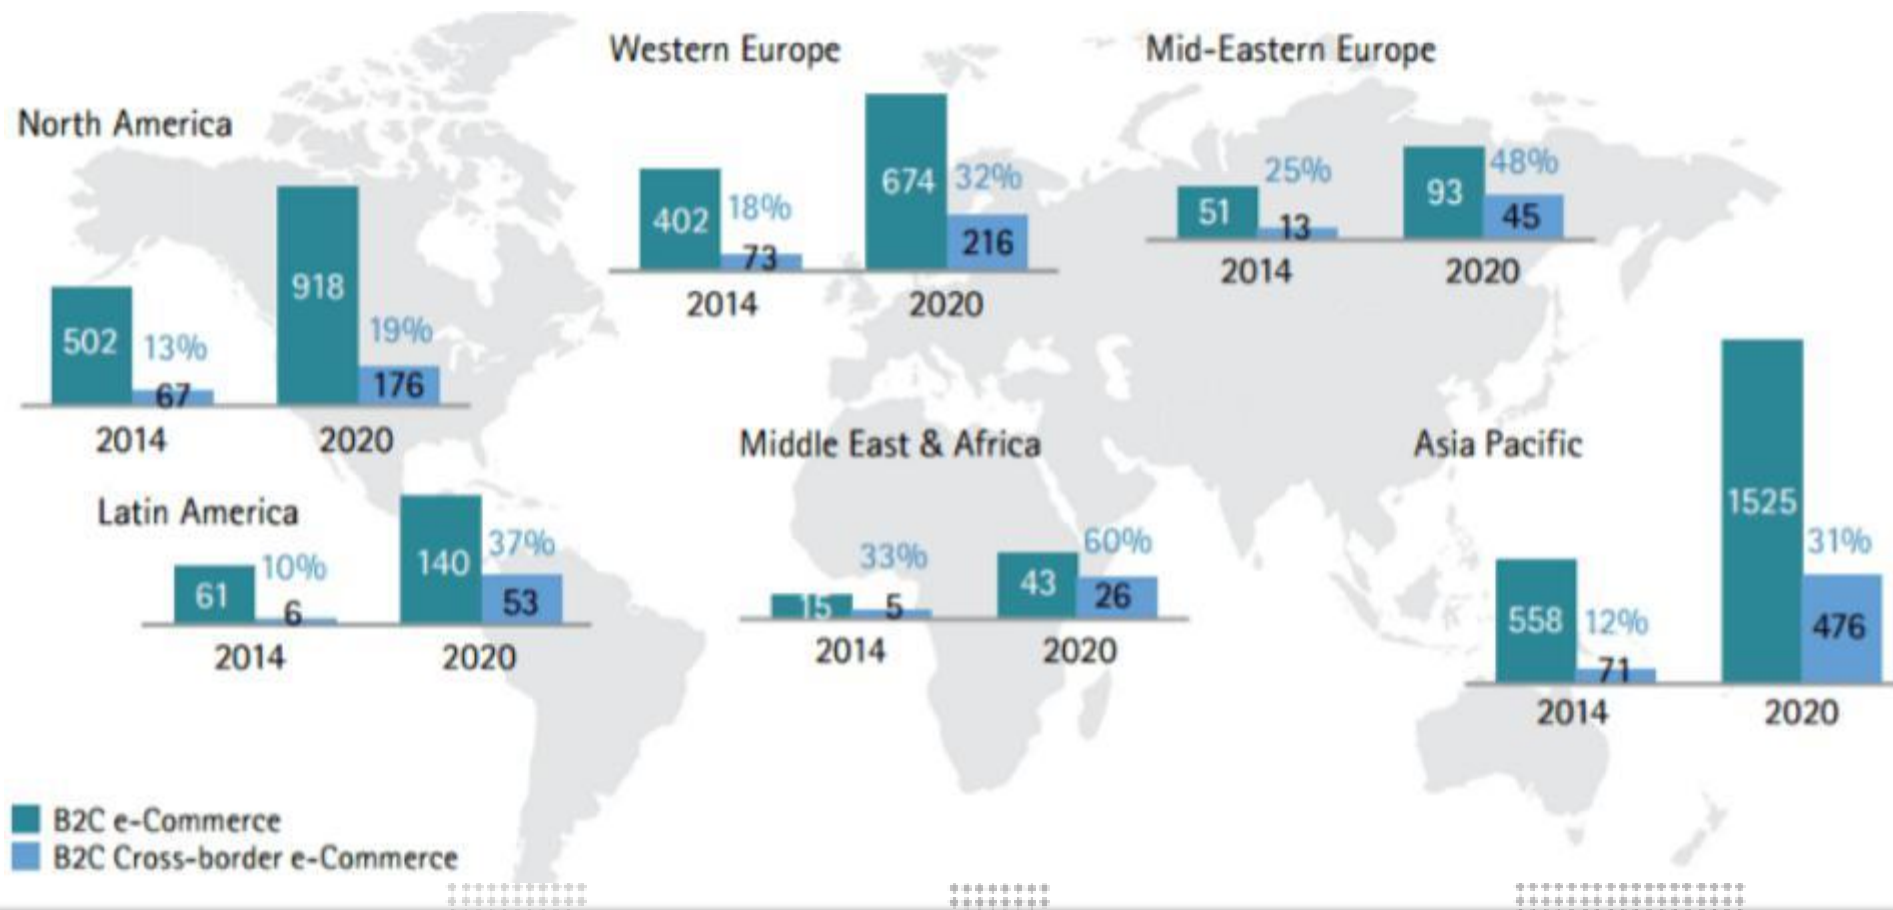 North America
502 13% 67 918 19% 176
2014 2020
Western Europe
402 18% 73 674 32% 216
2014 2020
Mid-Eastern Europe
51 25% 13 93 48% 45
2014 2020
Latin America
61 10% 6 140 37% 53
2014 2020
Middle East & Africa
15 33% 5 43 60% 26
2014 2020
Asia Pacific
558 12% 71 1525 31% 476
2014 2020
B2C e-Commerce
B2C Cross-border e-Commerce